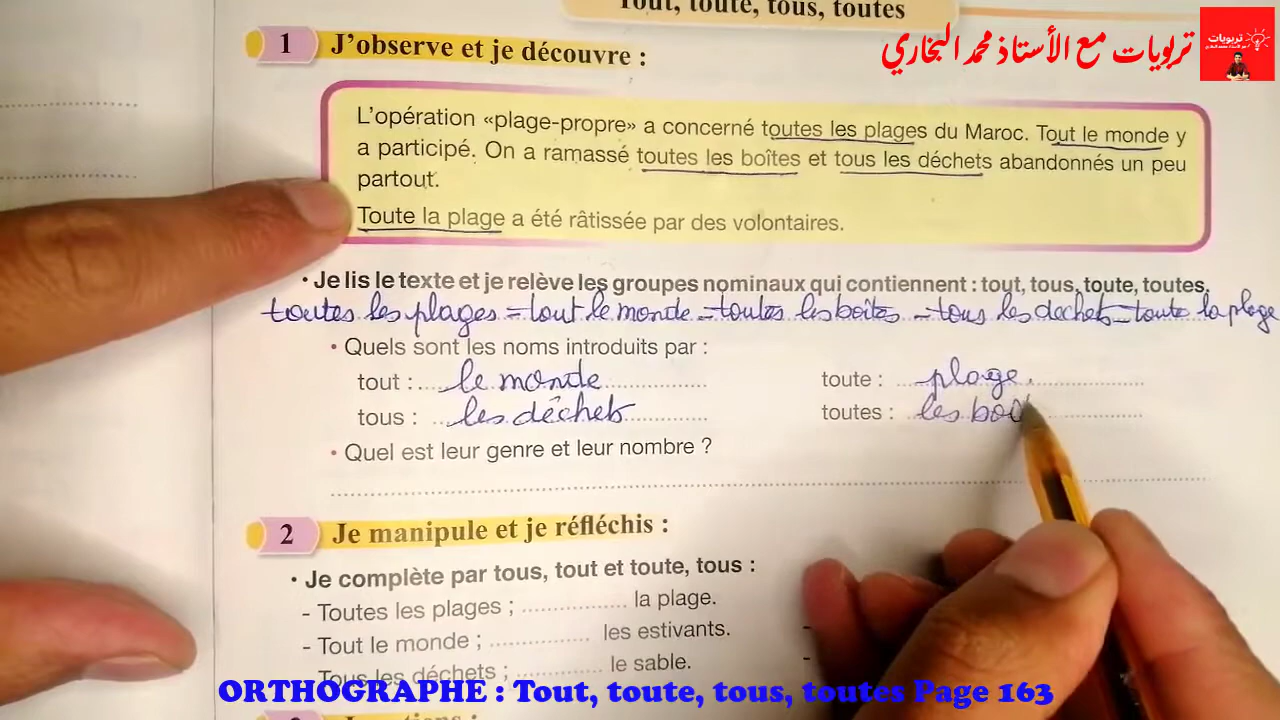 Tout, toute, tous, toutes
تربويات مع الأستاذ محمد البخاري
تربويات
1 J'observe et je découvre :
L'opération «plage-propre» a concerné toutes les plages du Maroc. Tout le monde y
a participé. On a ramassé toutes les boîtes et tous les déchets abandonnés un peu
partout.
Toute la plage a été râtissée par des volontaires.
• Je lis le texte et je relève les groupes nominaux qui contiennent : tout, tous, toute, toutes.
toutes les plages = tout le monde - toutes les boîtes - tous les déchets - toute la plage
• Quels sont les noms introduits par :
tout : le monde toute : plage.
tous : les déchets toutes : les boî
• Quel est leur genre et leur nombre ?
2 Je manipule et je réfléchis :
• Je complète par tous, tout et toute, tous :
- Toutes les plages ; ................. la plage.
- Tout le monde ; ................. les estivants. -
- Tous les déchets ; ............... le sable. -
ORTHOGRAPHE : Tout, toute, tous, toutes Page 163